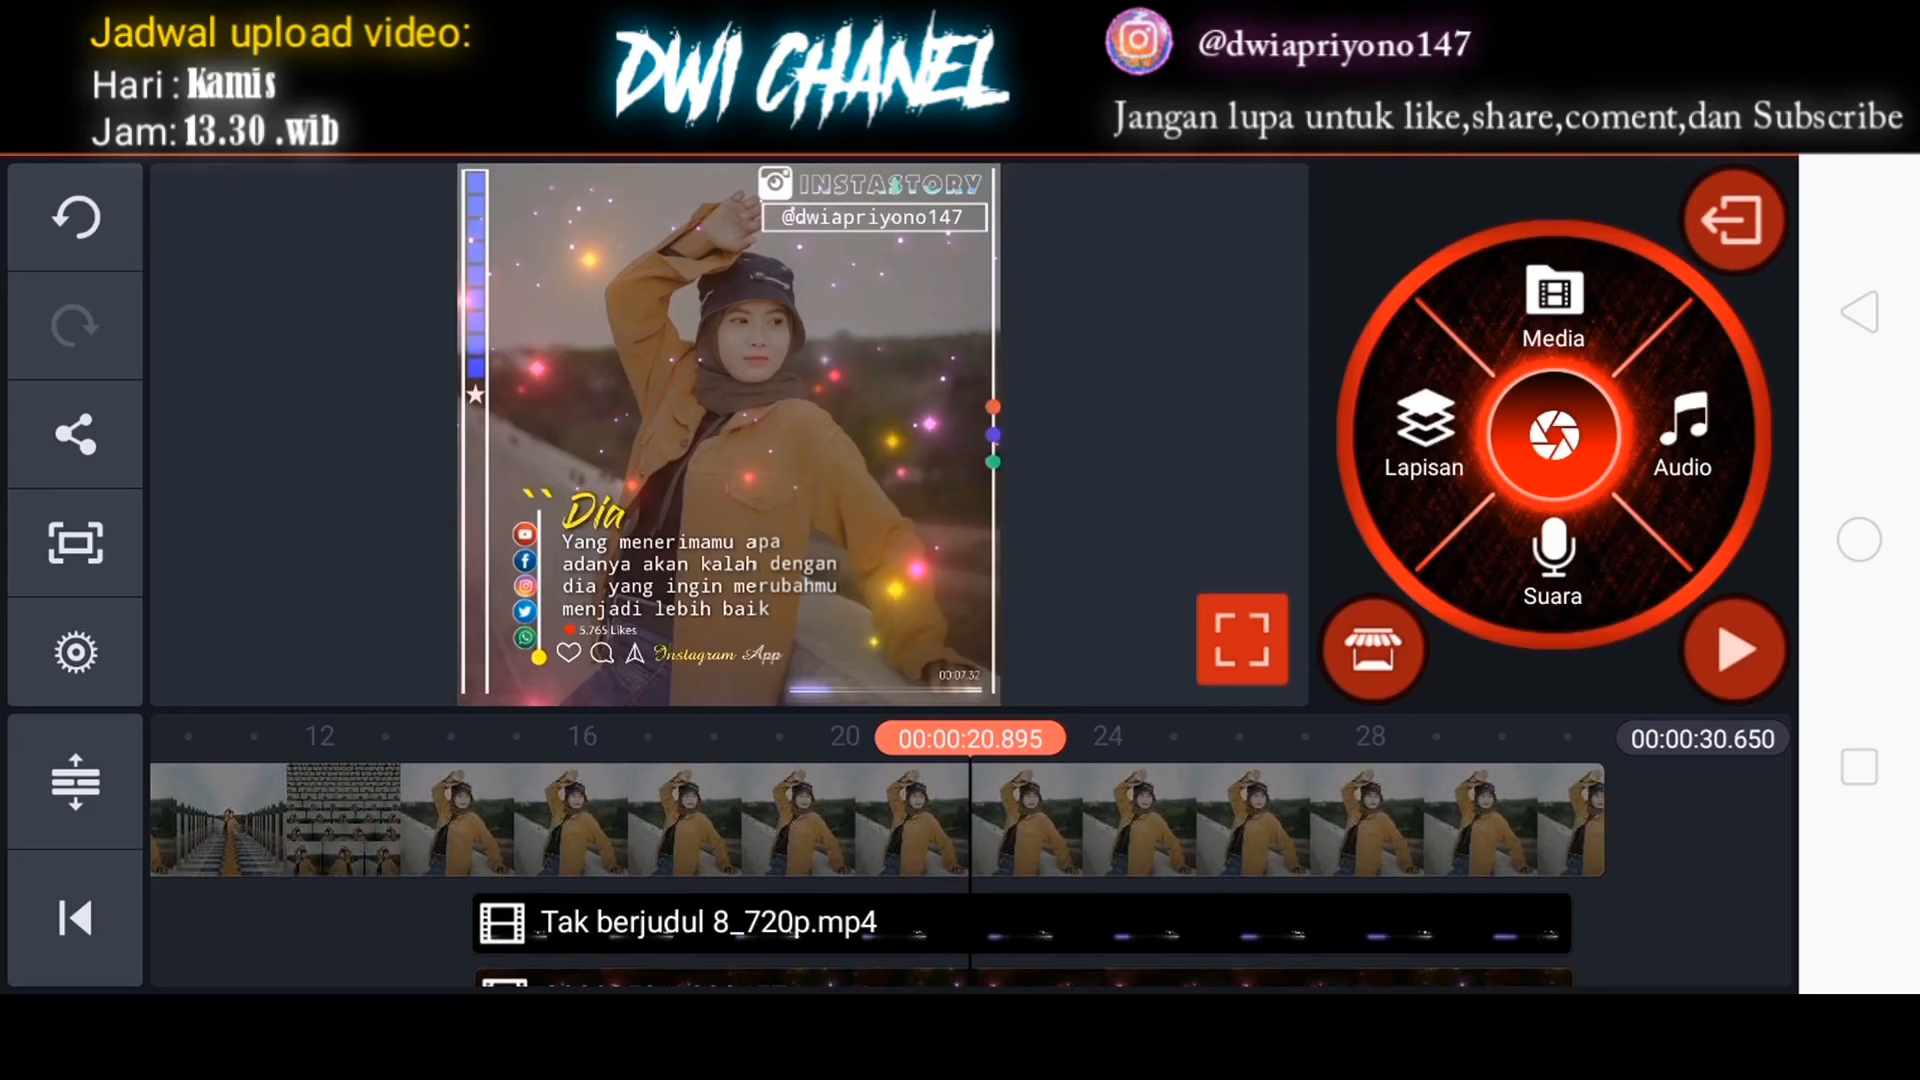 Jadwal upload video:
Hari : Kamis
Jam: 13.30 .wib
DWI CHANEL
@dwiapriyono147
Jangan lupa untuk like,share,coment,dan Subscribe
INSTASTORY
@dwiapriyono147
Dia
Yang menerimamu apa
adanya akan kalah dengan
dia yang ingin merubahmu
menjadi lebih baik
5.765 Likes
Instagram App
00:07.32
Media
Lapisan
Audio
Suara
12
16
20
00:00:20.895
24
28
00:00:30.650
Tak berjudul 8_720p.mp4